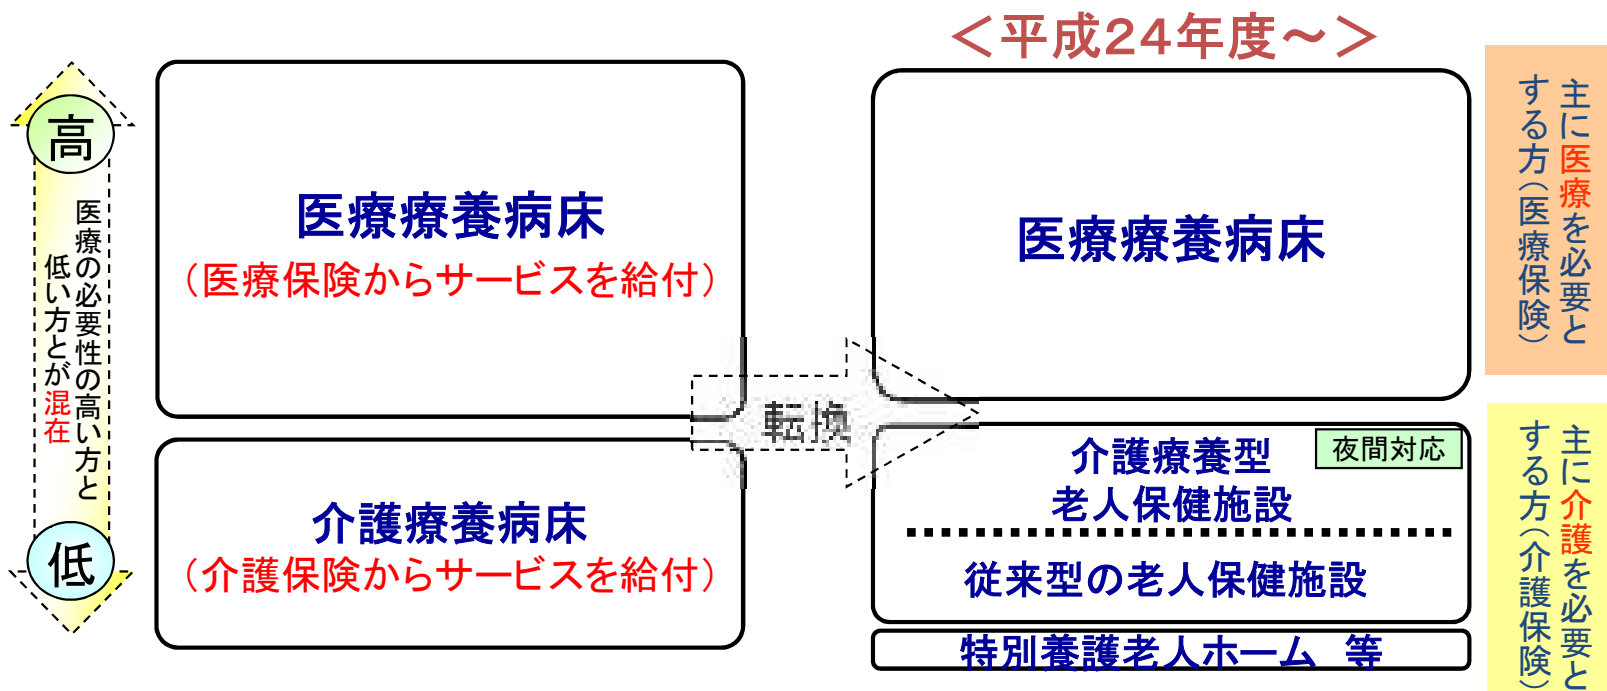 ＜平成24年度～＞
高
医療の必要性の高い方と
低い方とが混在
低
医療療養病床
（医療保険からサービスを給付）
介護療養病床
（介護保険からサービスを給付）
転換
医療療養病床
介護療養型
老人保健施設
夜間対応
従来型の老人保健施設
特別養護老人ホーム　等
主に医療を必要と
する方（医療保険）
主に介護を必要と
する方（介護保険）